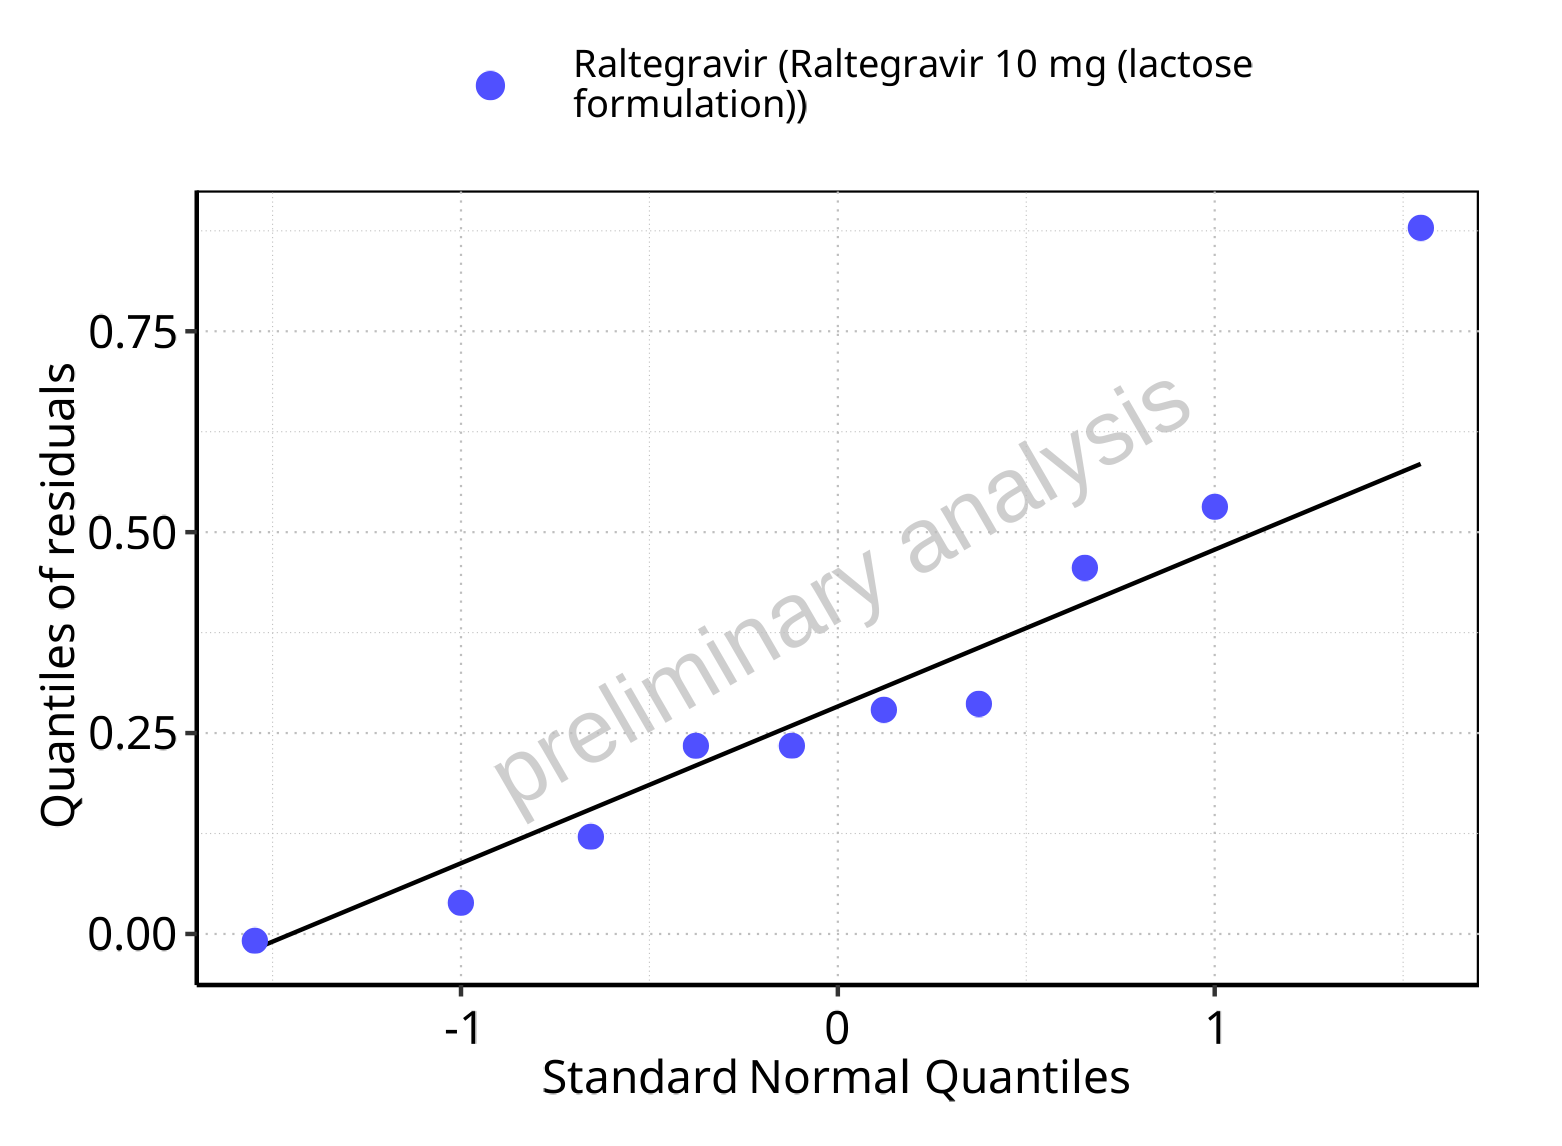 Raltegravir (Raltegravir 10 mg (lactose
formulation))
0.75
0.50
0.25
0.00
Quantiles of residuals
preliminary analysis
-1
0
1
Standard Normal Quantiles